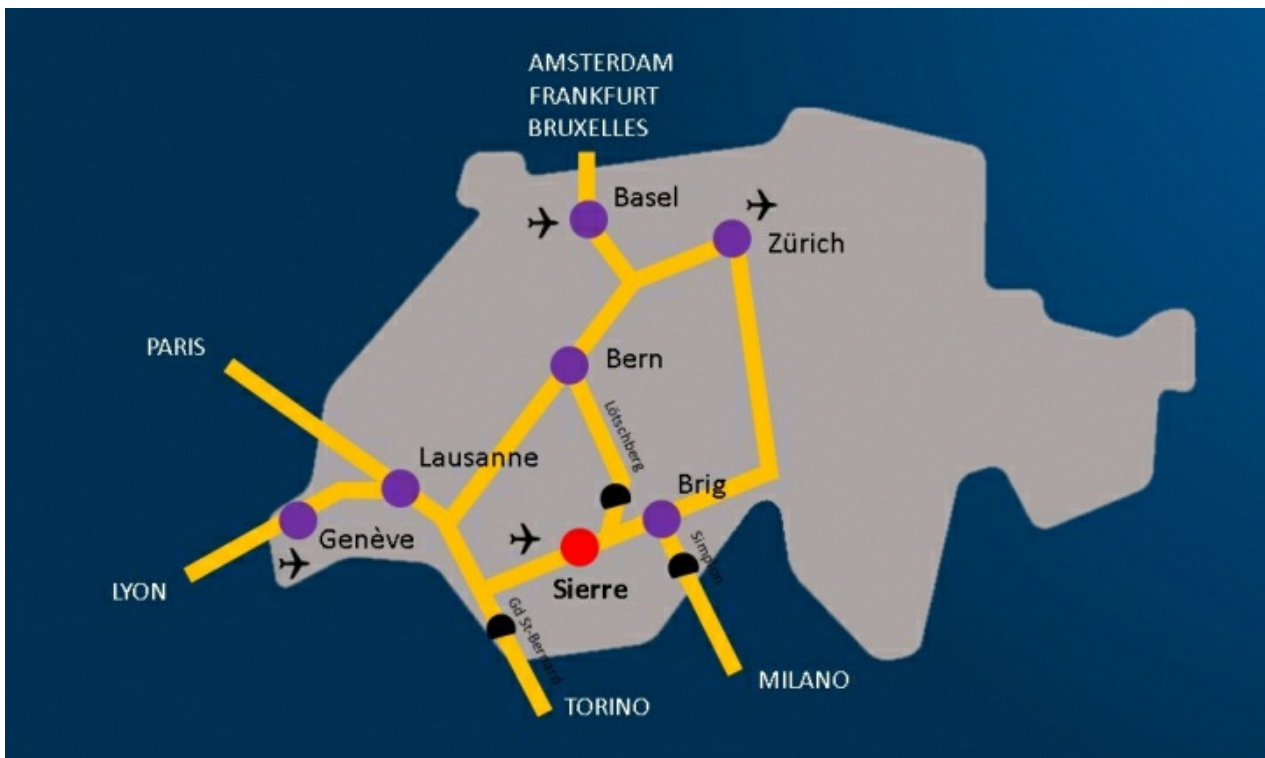 AMSTERDAM
FRANKFURT
BRUXELLES
Basel
Zürich
PARIS
Bern
Lötschberg
Lausanne
Brig
Genève
Simplon
LYON
Sierre
Gd St-Bernard
MILANO
TORINO